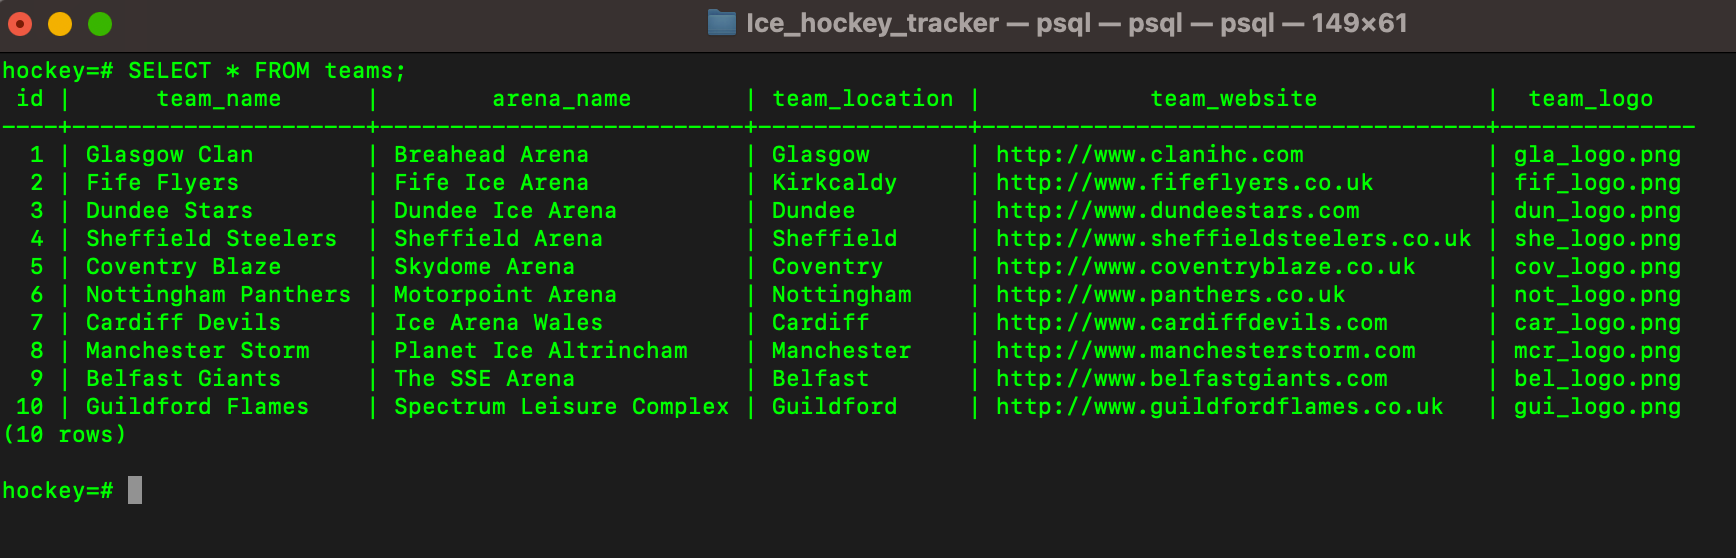 Ice_hockey_tracker — psql — psql — psql — 149×61
hockey=# SELECT * FROM teams;
 id |      team_name      |        arena_name        | team_location |            team_website            |  team_logo
----+---------------------+--------------------------+---------------+------------------------------------+--------------
  1 | Glasgow Clan        | Breahead Arena           | Glasgow       | http://www.clanihc.com             | gla_logo.png
  2 | Fife Flyers         | Fife Ice Arena           | Kirkcaldy     | http://www.fifeflyers.co.uk        | fif_logo.png
  3 | Dundee Stars        | Dundee Ice Arena         | Dundee        | http://www.dundeestars.com         | dun_logo.png
  4 | Sheffield Steelers  | Sheffield Arena          | Sheffield     | http://www.sheffieldsteelers.co.uk | she_logo.png
  5 | Coventry Blaze      | Skydome Arena            | Coventry      | http://www.coventryblaze.co.uk     | cov_logo.png
  6 | Nottingham Panthers | Motorpoint Arena         | Nottingham    | http://www.panthers.co.uk          | not_logo.png
  7 | Cardiff Devils      | Ice Arena Wales          | Cardiff       | http://www.cardiffdevils.com       | car_logo.png
  8 | Manchester Storm    | Planet Ice Altrincham    | Manchester    | http://www.manchesterstorm.com     | mcr_logo.png
  9 | Belfast Giants      | The SSE Arena            | Belfast       | http://www.belfastgiants.com       | bel_logo.png
 10 | Guildford Flames    | Spectrum Leisure Complex | Guildford     | http://www.guildfordflames.co.uk   | gui_logo.png
(10 rows)
hockey=#